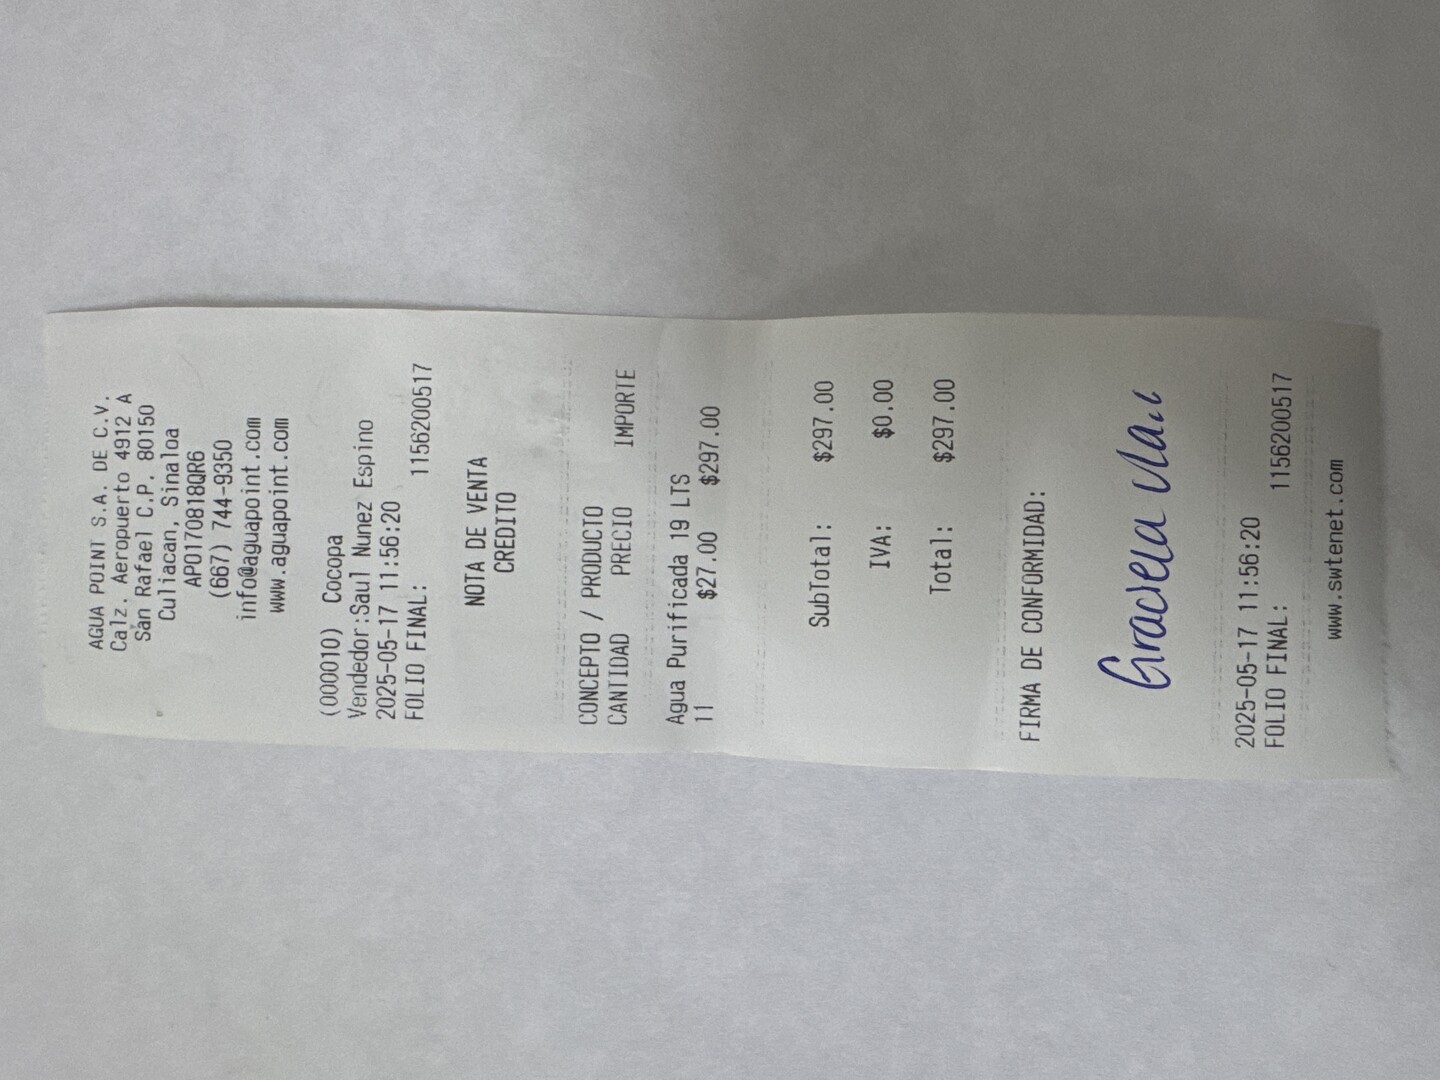 AGUA POINT S.A. DE C.V.
Calz. Aeropuerto 4912 A
San Rafael C.P. 80150
Culiacan, Sinaloa
APO170818QR6
(667) 744-9350
info@aguapoint.com
www.aguapoint.com
(000010) Cocopa
Vendedor:Saul Nunez Espino
2025-05-17 11:56:20
FOLIO FINAL: 1156200517
NOTA DE VENTA
CREDITO
CONCEPTO / PRODUCTO
CANTIDAD PRECIO IMPORTE
Agua Purificada 19 LTS
11 $27.00 $297.00
SubTotal: $297.00
IVA: $0.00
Total: $297.00
FIRMA DE CONFORMIDAD:
Graciela
2025-05-17 11:56:20
FOLIO FINAL: 1156200517
www.swtenet.com